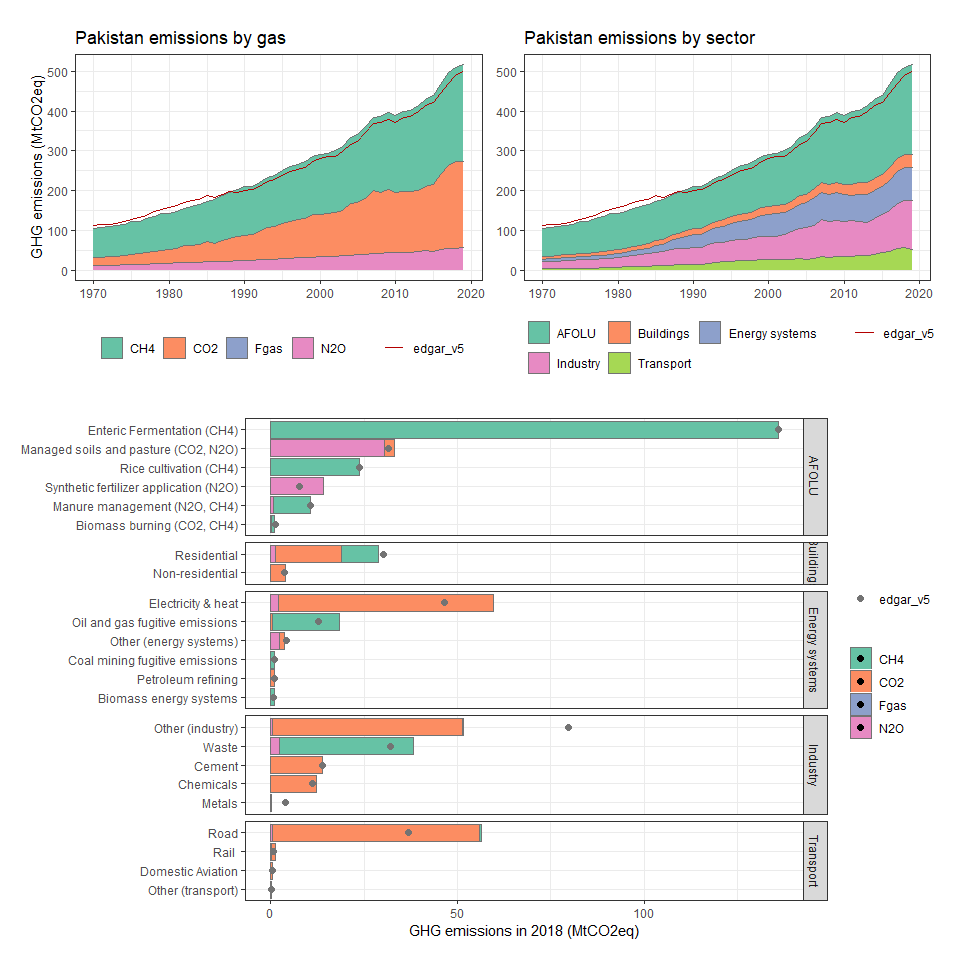 Pakistan emissions by gas
Pakistan emissions by sector
GHG emissions (MtCO2eq)
500
400
300
200
100
0
1970
1980
1990
2000
2010
2020
500
400
300
200
100
0
1970
1980
1990
2000
2010
2020
CH4
CO2
Fgas
N2O
edgar_v5
AFOLU
Buildings
Energy systems
edgar_v5
Industry
Transport
Enteric Fermentation (CH4)
Managed soils and pasture (CO2, N2O)
Rice cultivation (CH4)
Synthetic fertilizer application (N2O)
Manure management (N2O, CH4)
Biomass burning (CO2, CH4)
AFOLU
Residential
Non-residential
Building
Electricity & heat
Oil and gas fugitive emissions
Other (energy systems)
Coal mining fugitive emissions
Petroleum refining
Biomass energy systems
Energy systems
Other (industry)
Waste
Cement
Chemicals
Metals
Industry
Road
Rail
Domestic Aviation
Other (transport)
Transport
0
50
100
GHG emissions in 2018 (MtCO2eq)
edgar_v5
CH4
CO2
Fgas
N2O